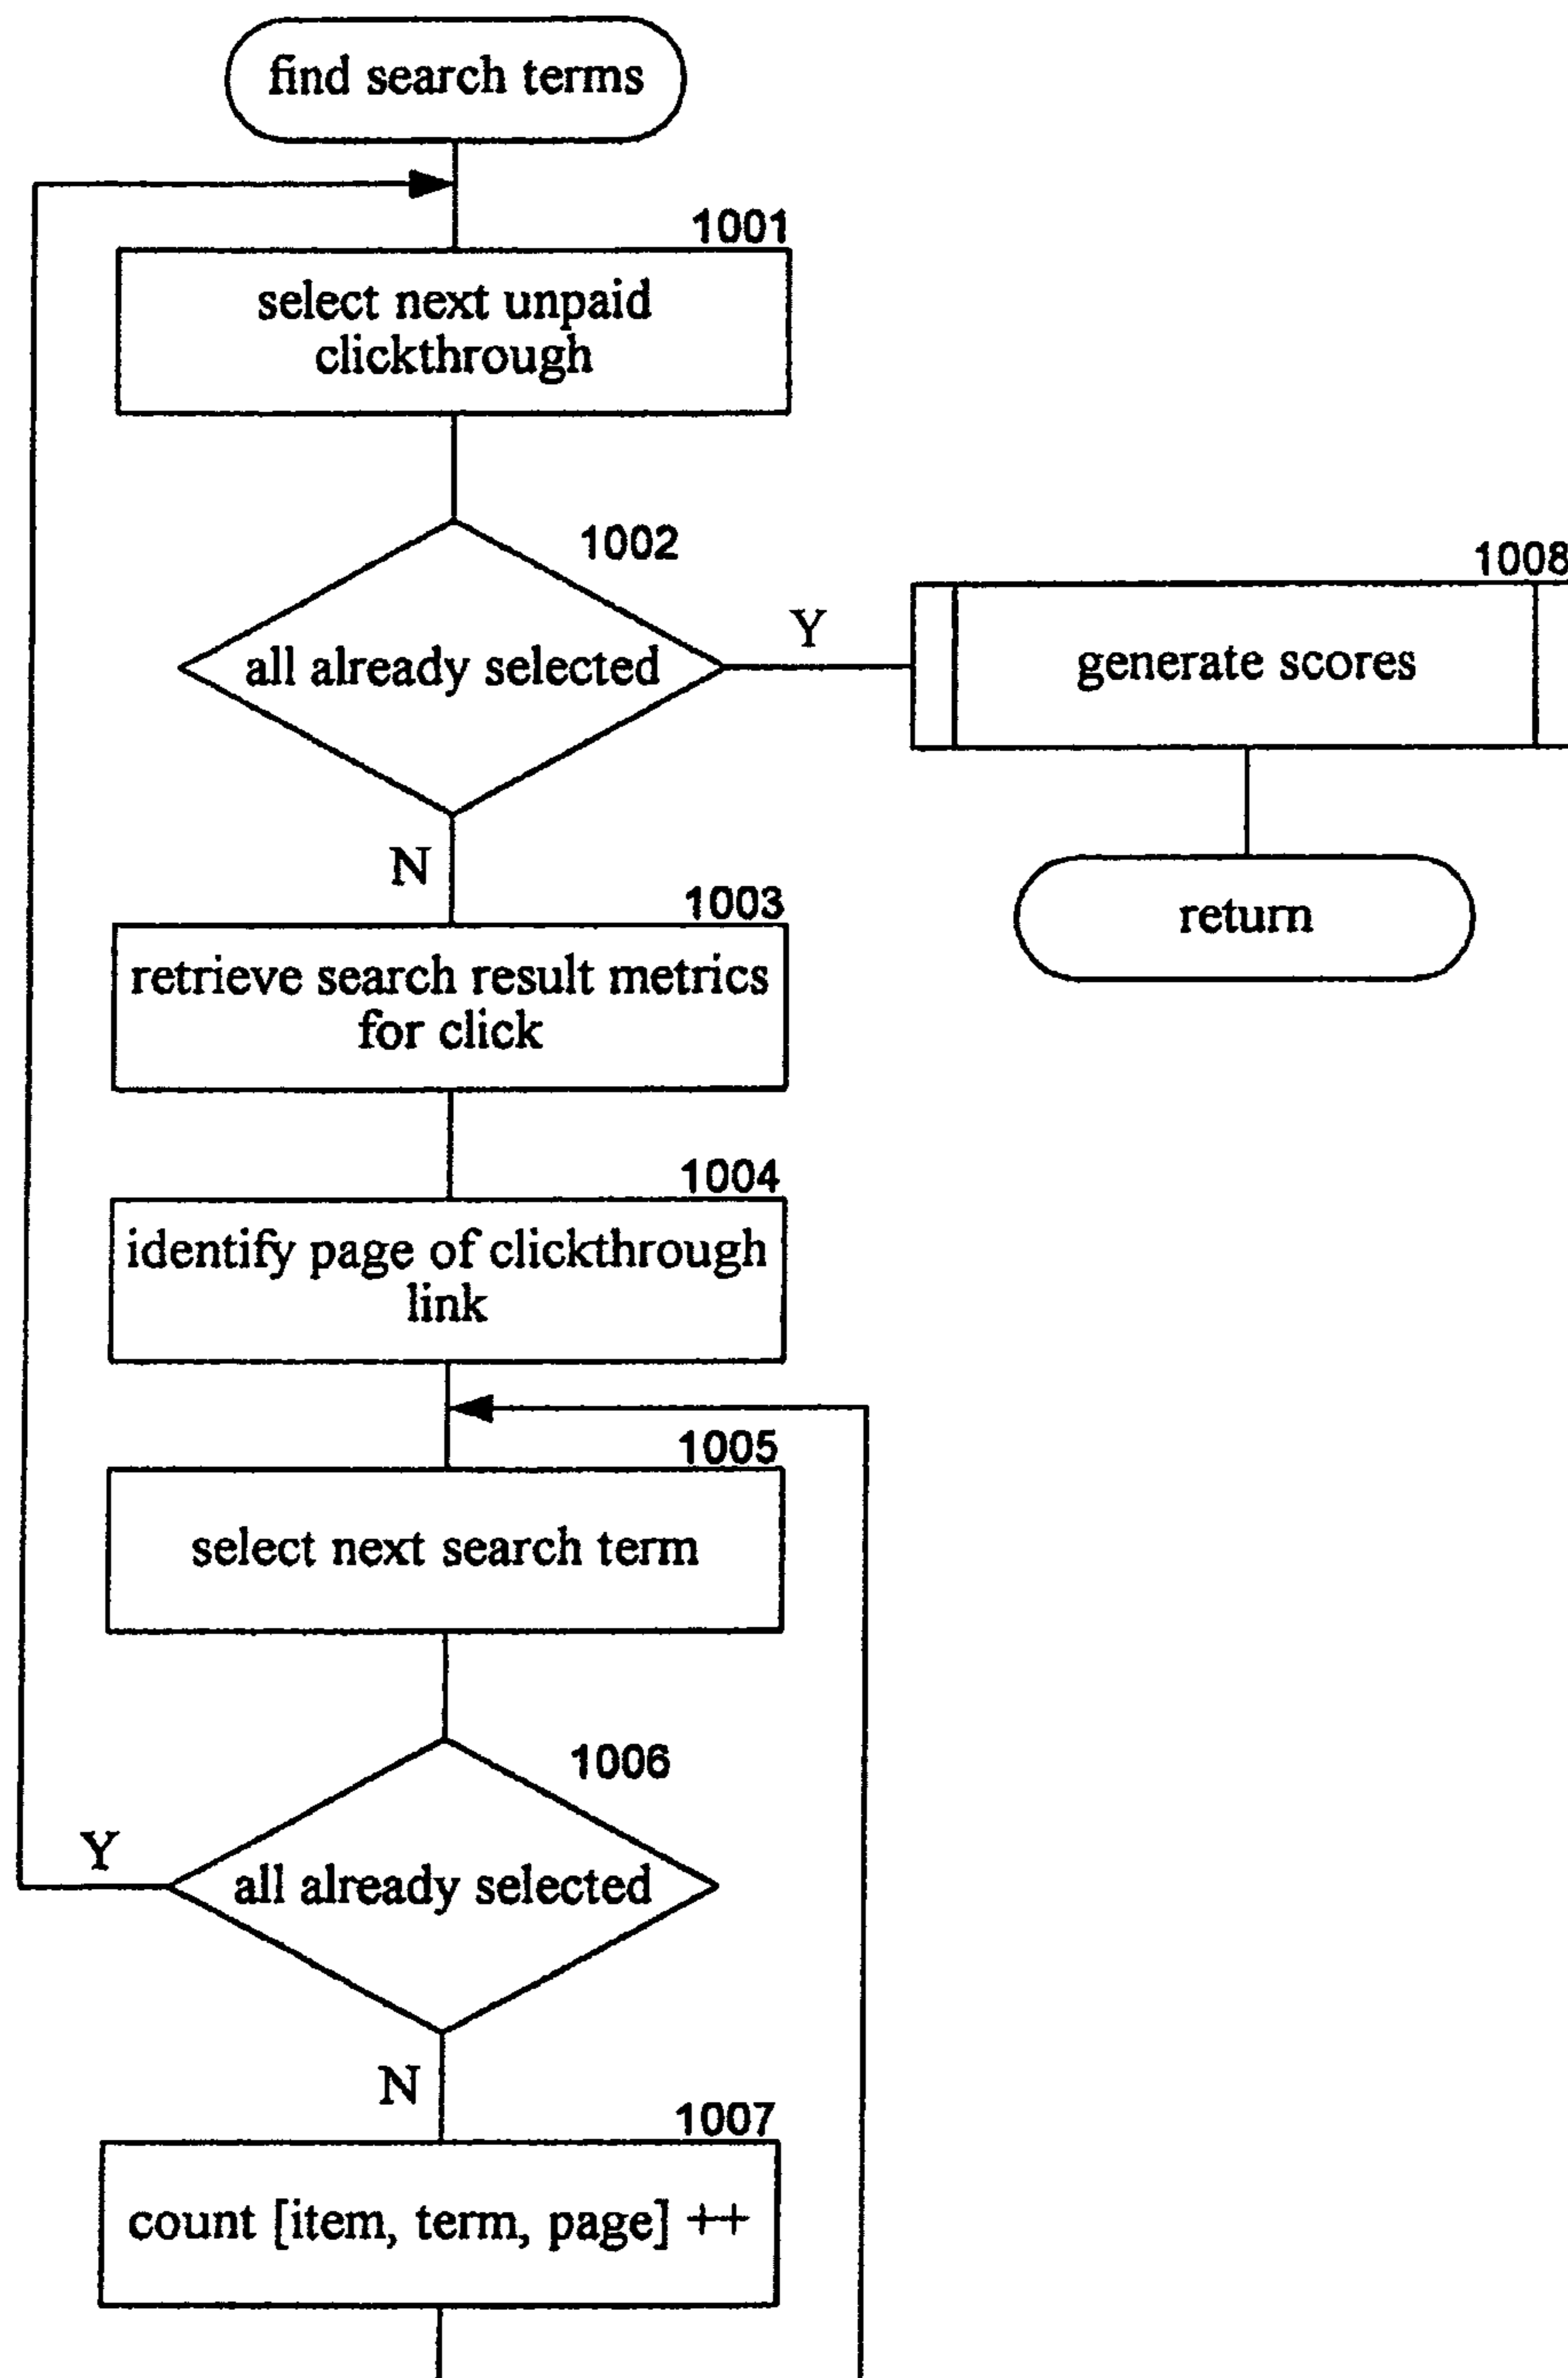 find search terms
1001
select next unpaid
clickthrough
1002
all already selected
Y
1008
generate scores
return
N
1003
retrieve search result metrics
for click
1004
identify page of clickthrough
link
1005
select next search term
1006
all already selected
Y
N
1007
count [item, term, page] ++